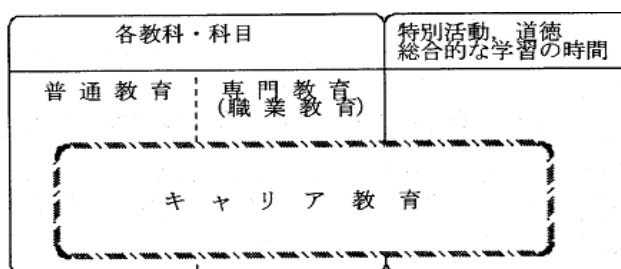 各教科・科目
特別活動，道徳
総合的な学習の時間
普通教育
専門教育
（職業教育）
キャリア教育